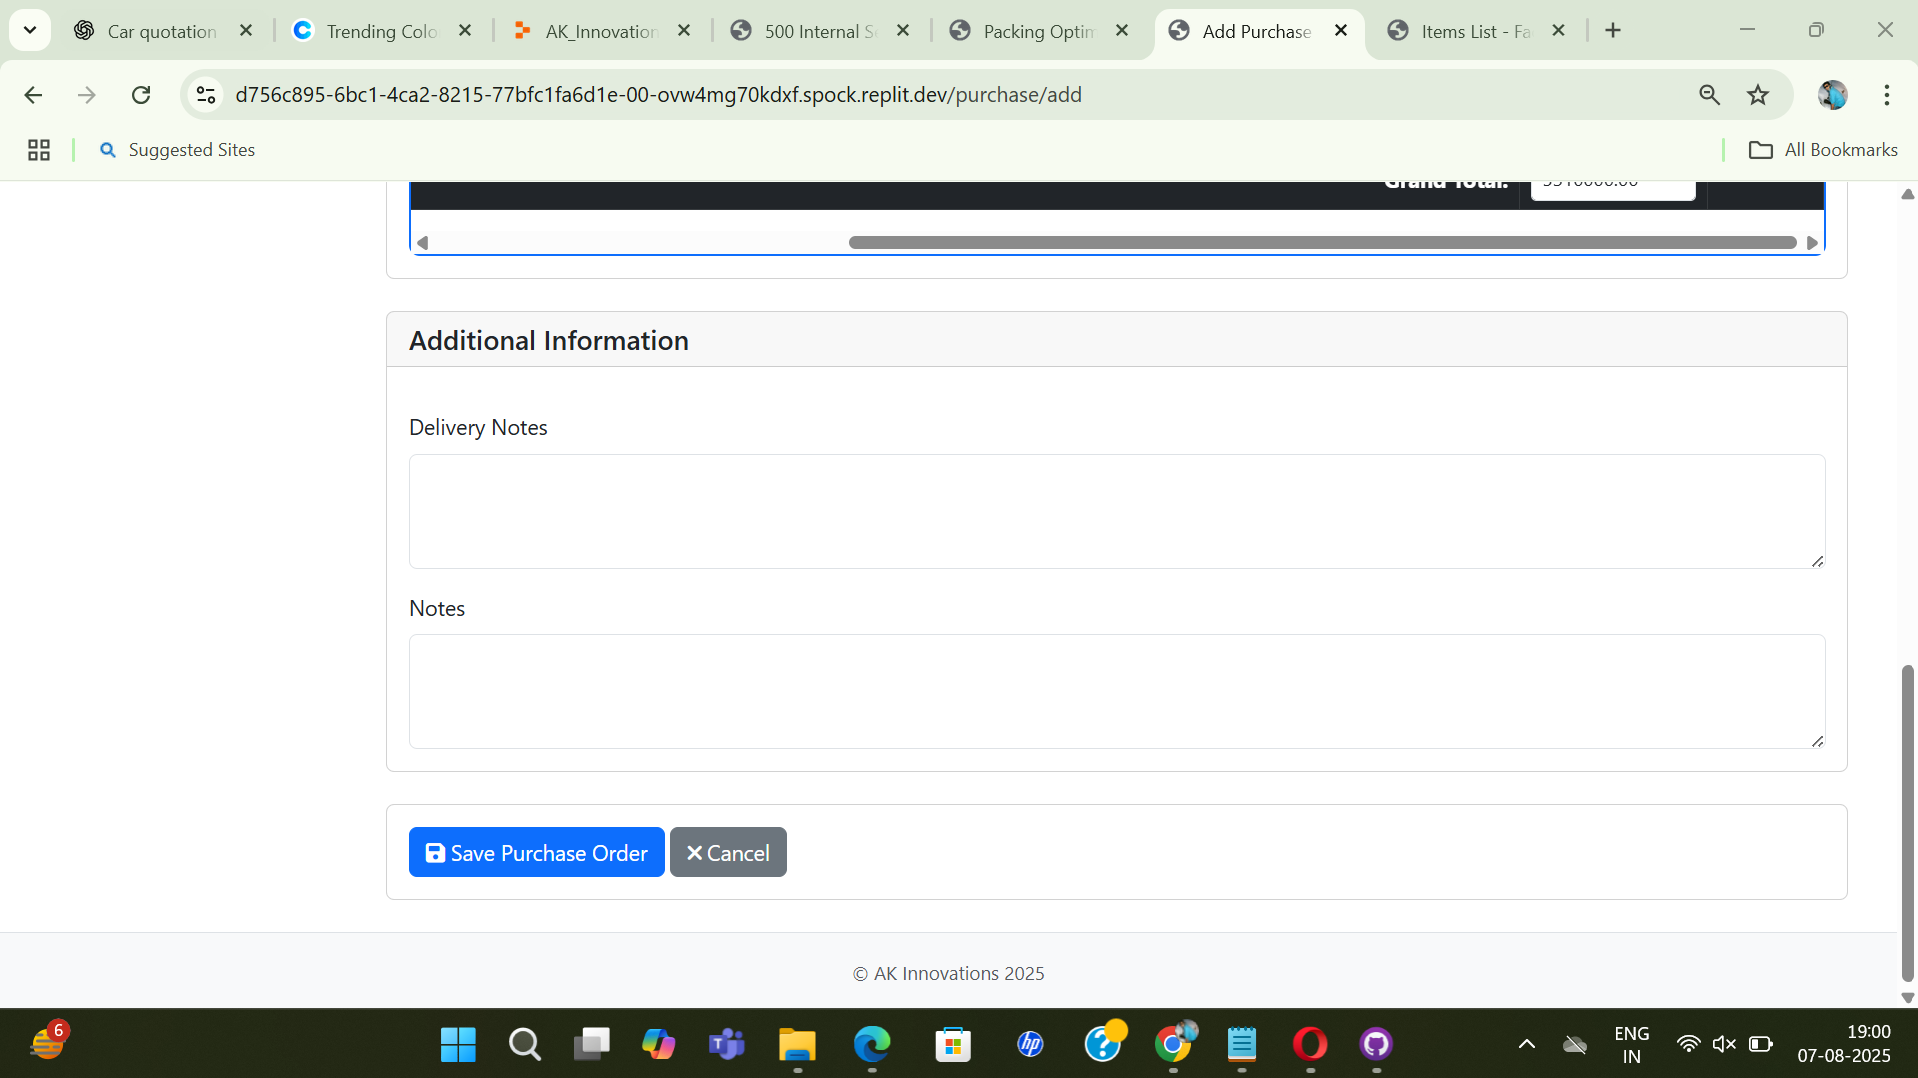 Car quotation
Trending Colo
AK_Innovation
500 Internal S
Packing Optim
Add Purchase
Items List - Fa
d756c895-6bc1-4ca2-8215-77bfc1fa6d1e-00-ovw4mg70kdxf.spock.replit.dev/purchase/add
Suggested Sites
All Bookmarks
Grand Total:
Additional Information
Delivery Notes
Notes
Save Purchase Order
Cancel
© AK Innovations 2025
6
ENG
IN
19:00
07-08-2025